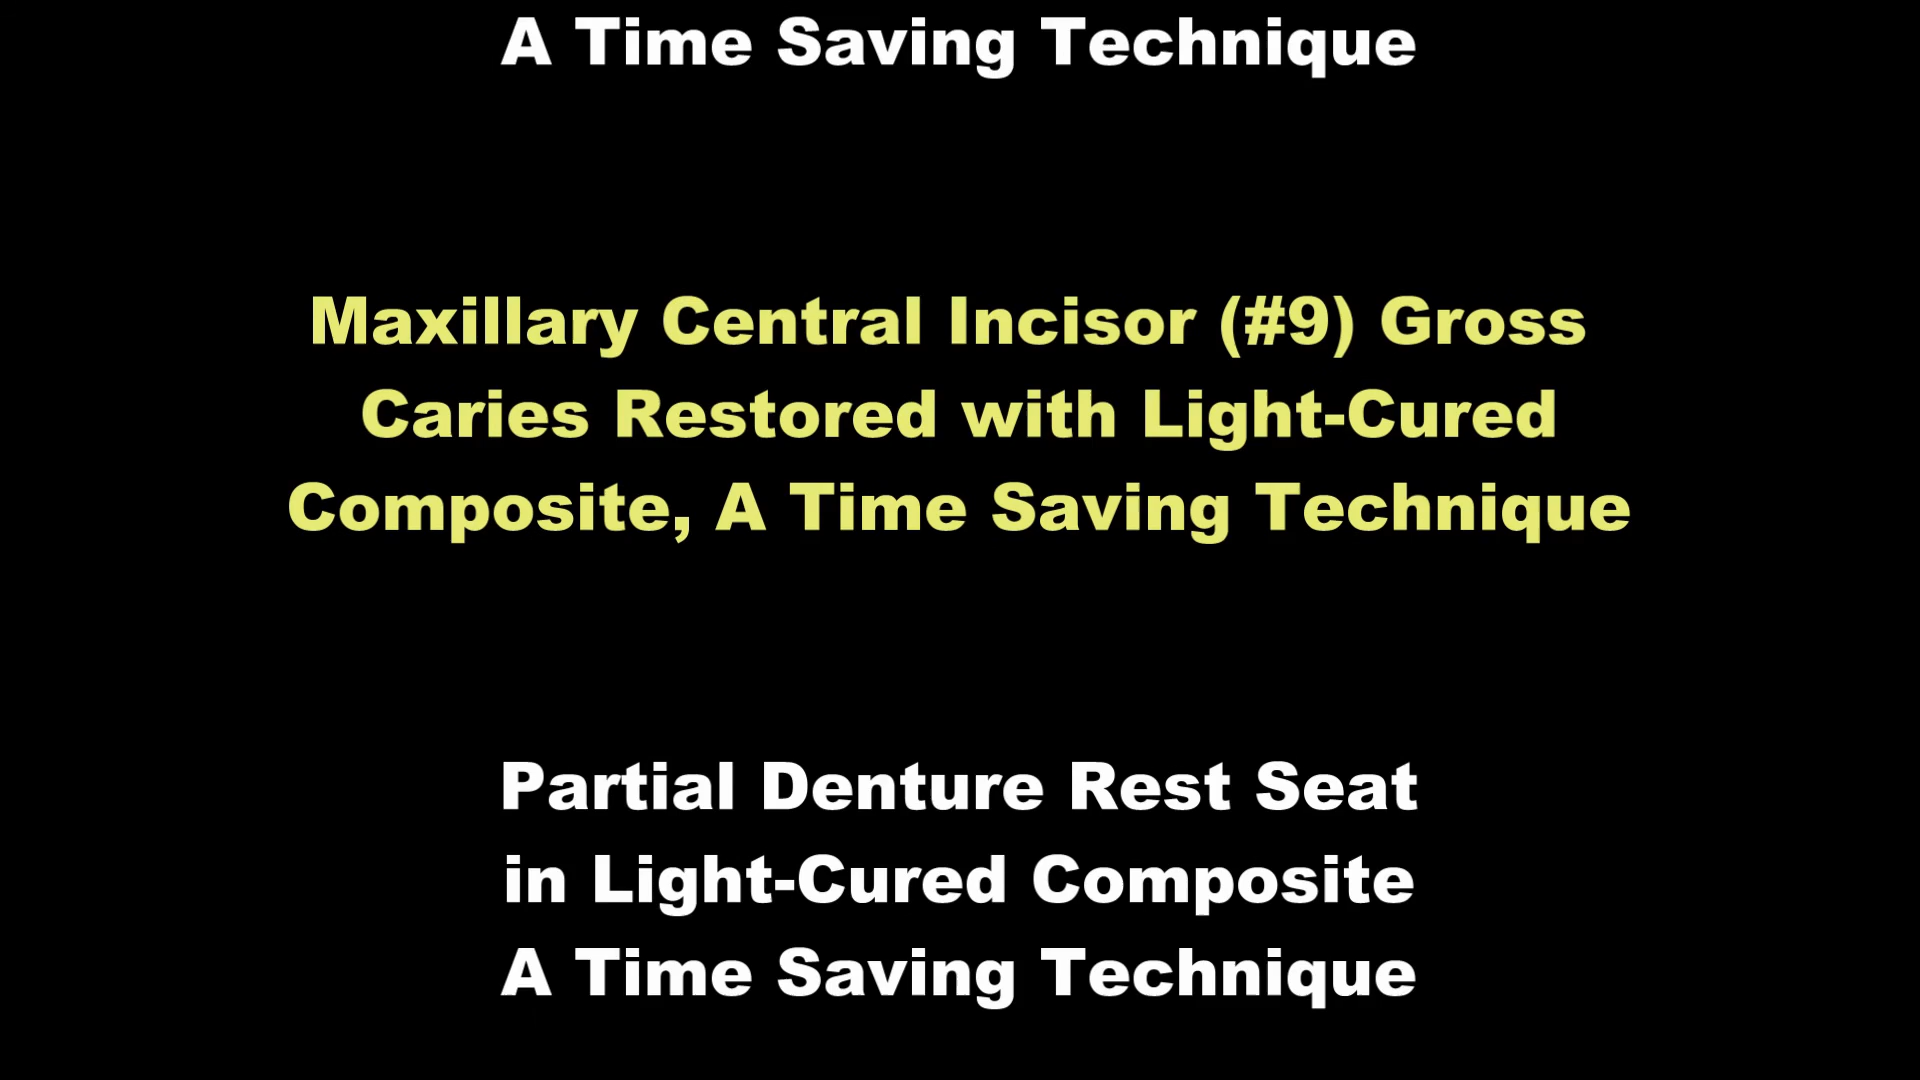 A Time Saving Technique
Maxillary Central Incisor (#9) Gross
Caries Restored with Light-Cured
Composite, A Time Saving Technique
Partial Denture Rest Seat
in Light-Cured Composite
A Time Saving Technique